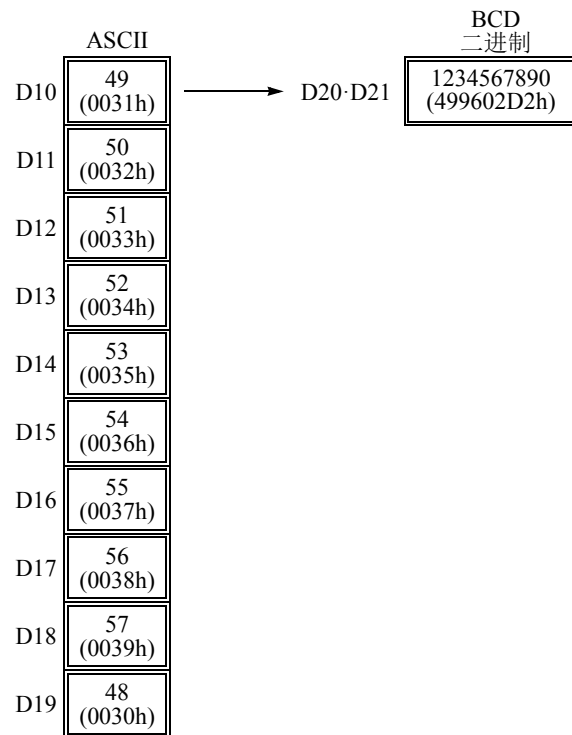 BCD
ASCII
二进制
D10
49
(0031h)
D20·D21
1234567890
(499602D2h)
D11
50
(0032h)
D12
51
(0033h)
D13
52
(0034h)
D14
53
(0035h)
D15
54
(0036h)
D16
55
(0037h)
D17
56
(0038h)
D18
57
(0039h)
D19
48
(0030h)